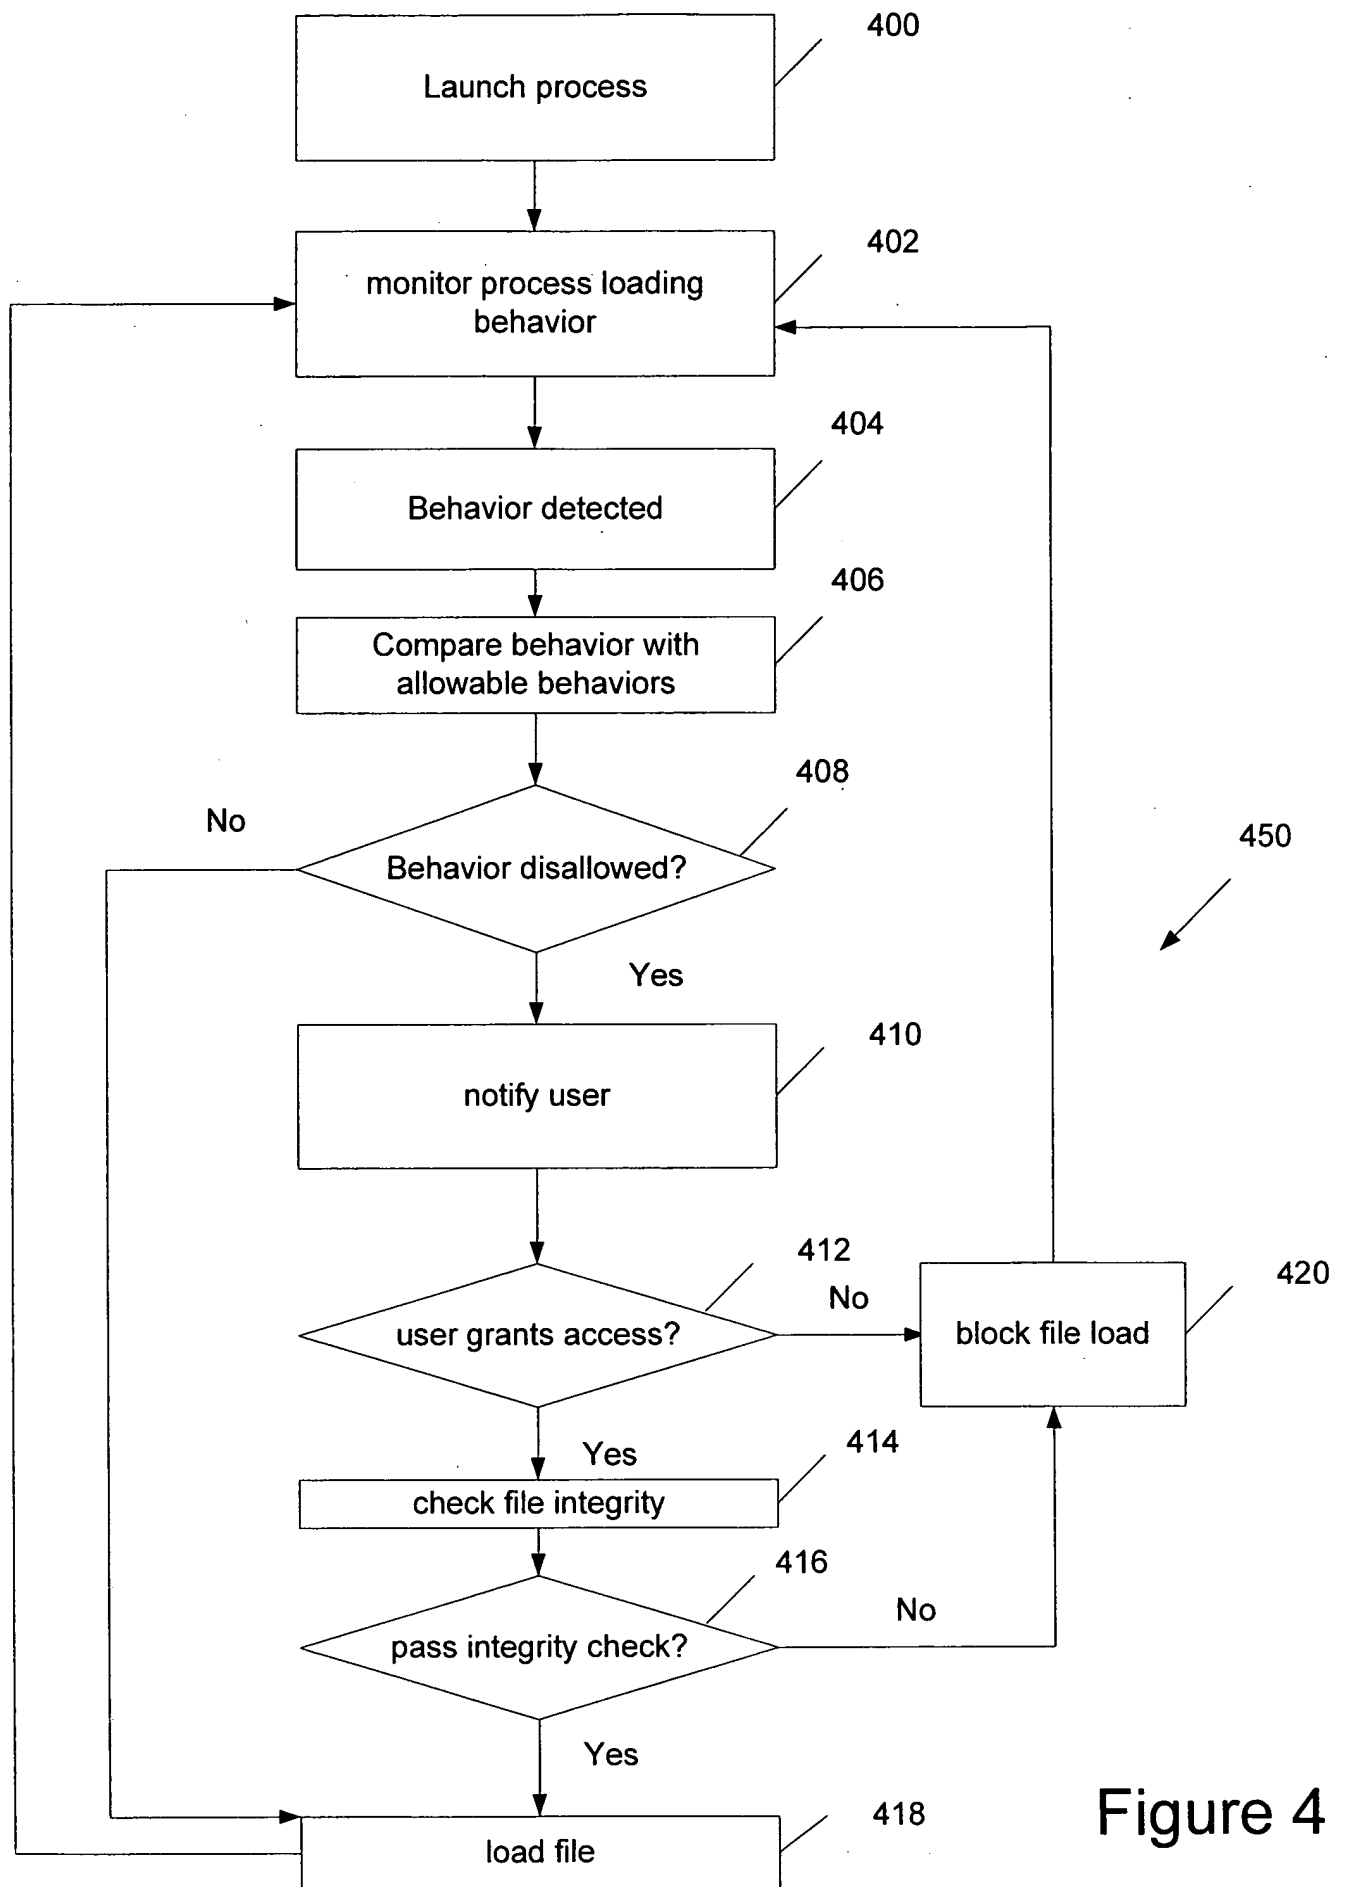 400
Launch process
402
monitor process loading
behavior
404
Behavior detected
406
Compare behavior with
allowable behaviors
408
No
Behavior disallowed?
450
Yes
410
notify user
412
No
420
user grants access?
block file load
Yes
414
check file integrity
416
No
pass integrity check?
Yes
418
Figure 4
load file